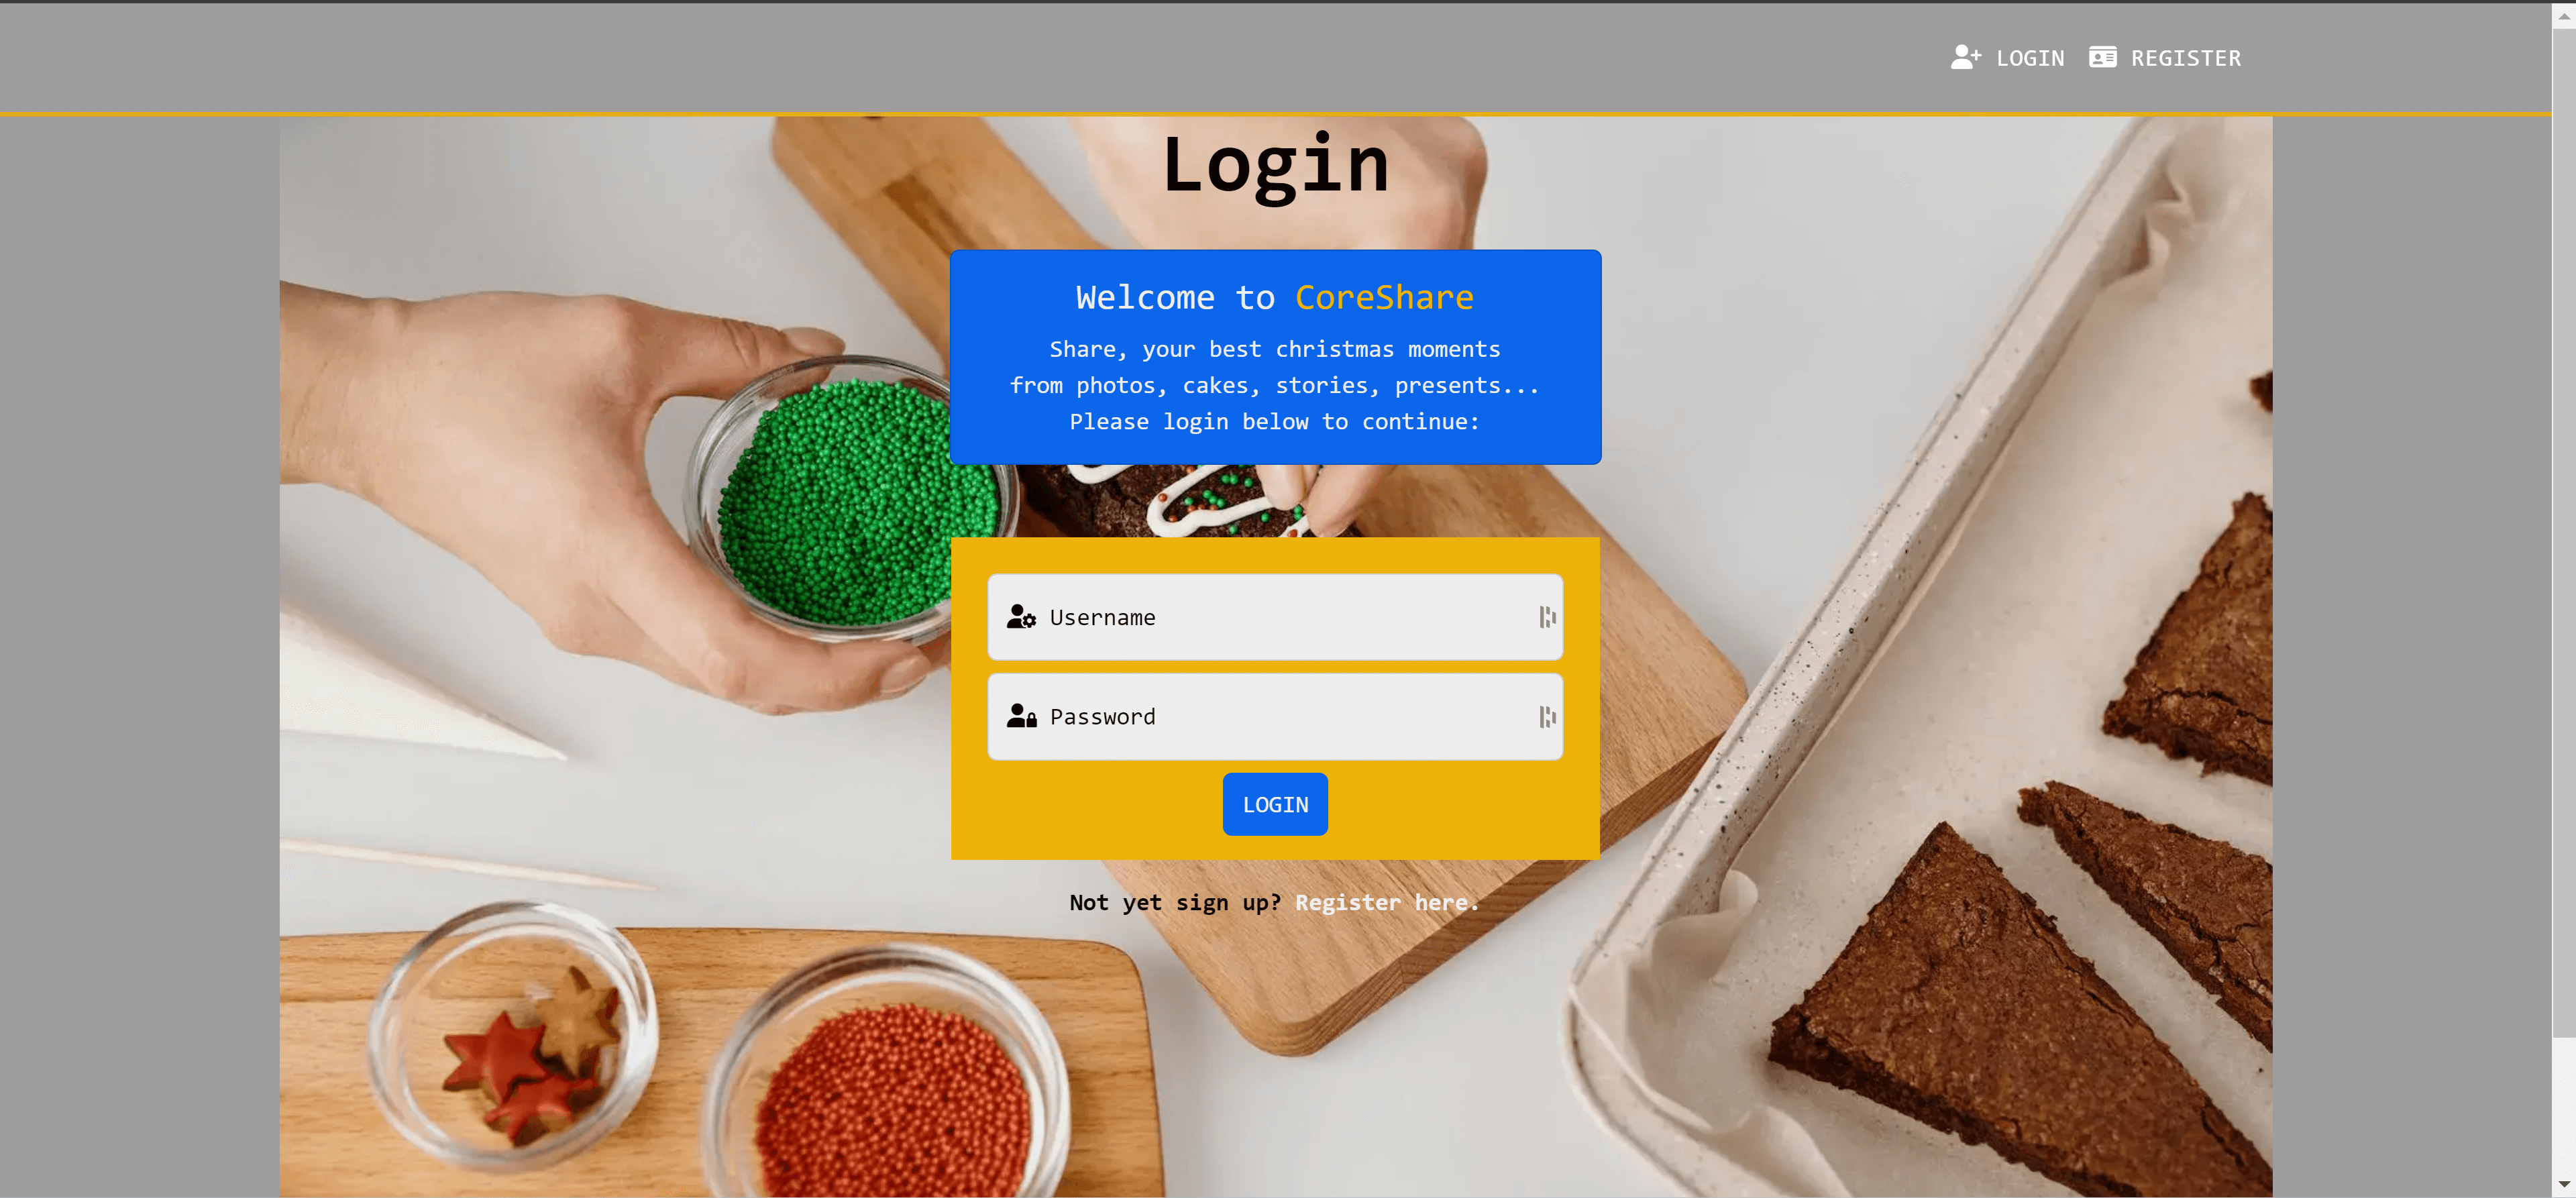 LOGIN REGISTER
Login
Welcome to CoreShare
Share, your best christmas moments
from photos, cakes, stories, presents...
Please login below to continue:
Username
Password
LOGIN
Not yet sign up? Register here.